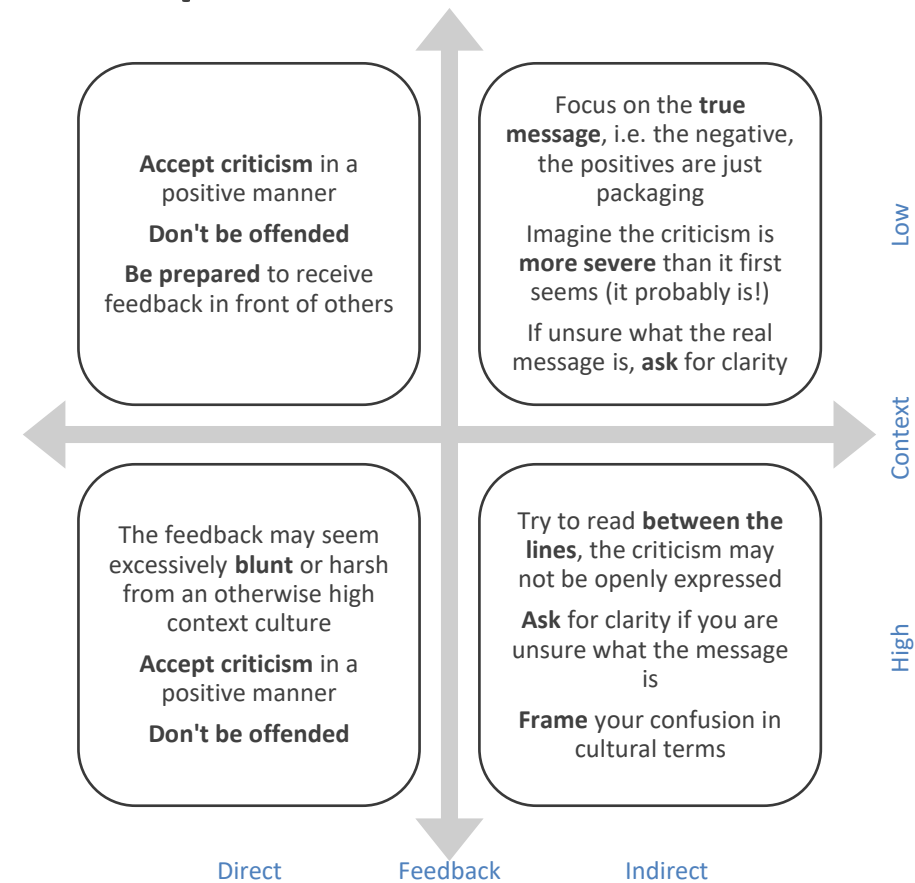 Accept criticism in a
positive manner
Don't be offended
Be prepared to receive
feedback in front of others
Focus on the true
message, i.e. the negative,
the positives are just
packaging
Imagine the criticism is
more severe than it first
seems (it probably is!)
If unsure what the real
message is, ask for clarity
Low
Context
The feedback may seem
excessively blunt or harsh
from an otherwise high
context culture
Accept criticism in a
positive manner
Don't be offended
Try to read between the
lines, the criticism may
not be openly expressed
Ask for clarity if you are
unsure what the message
is
Frame your confusion in
cultural terms
High
Direct
Feedback
Indirect